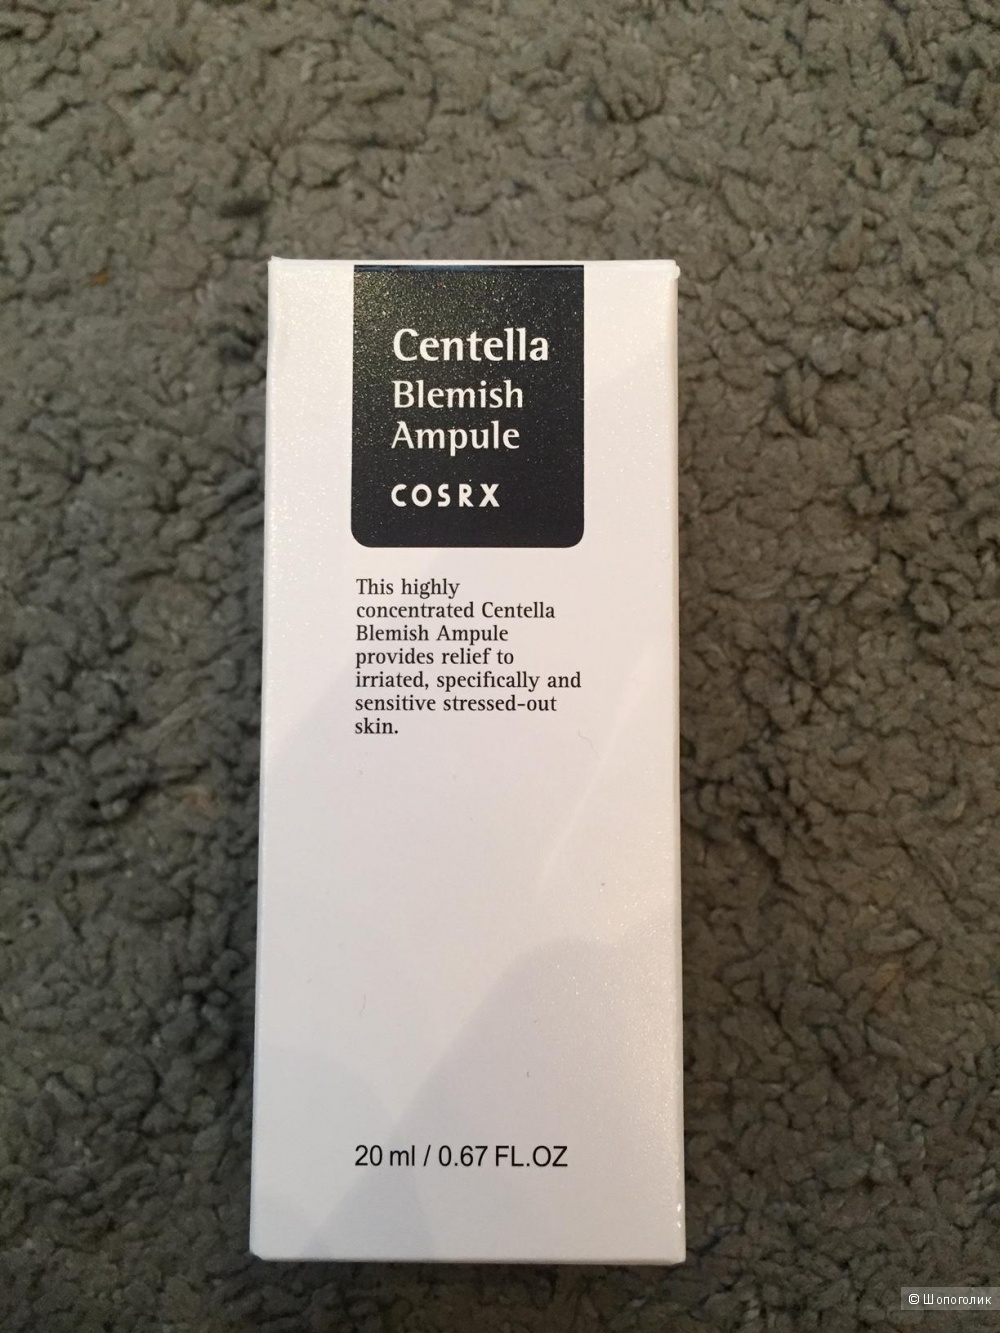 Centella
Blemish
Ampule
COSRX
This highly
concentrated Centella
Blemish Ampule
provides relief to
irriated, specifically and
sensitive stressed-out
skin.
20 ml / 0.67 FL.OZ
© Шопоголик